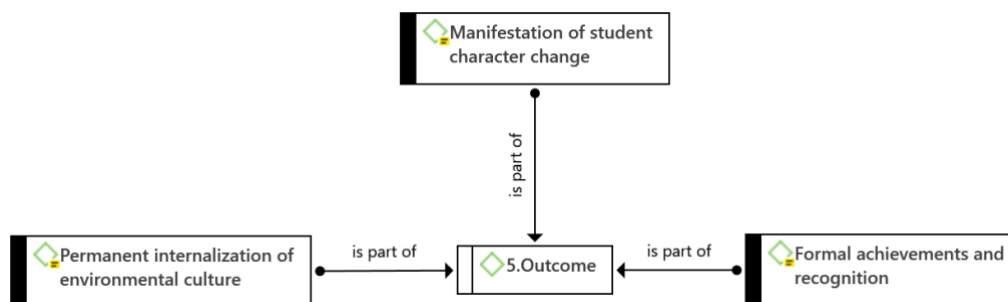 Manifestation of student
character change
is part of
Permanent internalization of
environmental culture
is part of
5.Outcome
is part of
Formal achievements and
recognition